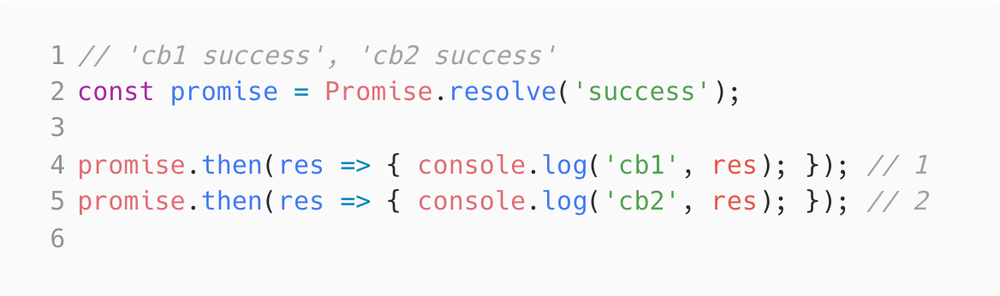 1 // 'cb1 success', 'cb2 success'
2 const promise = Promise.resolve('success');
3
4 promise.then(res => { console.log('cb1', res); }); // 1
5 promise.then(res => { console.log('cb2', res); }); // 2
6